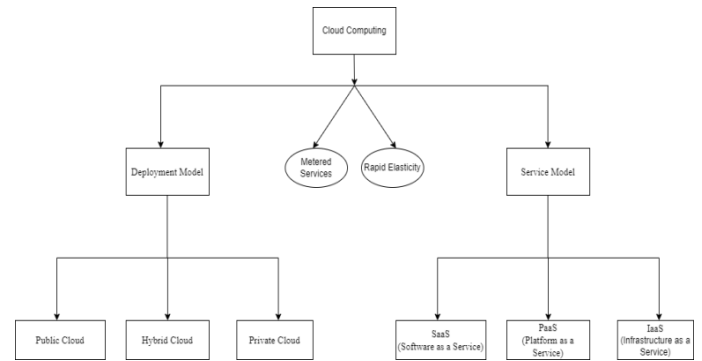 Cloud Computing
Metered
Services
Rapid Elasticity
Deployment Model
Service Model
Public Cloud
Hybrid Cloud
Private Cloud
SaaS
(Software as a Service)
PaaS
(Platform as a
Service)
IaaS
(Infrastructure as a
Service)